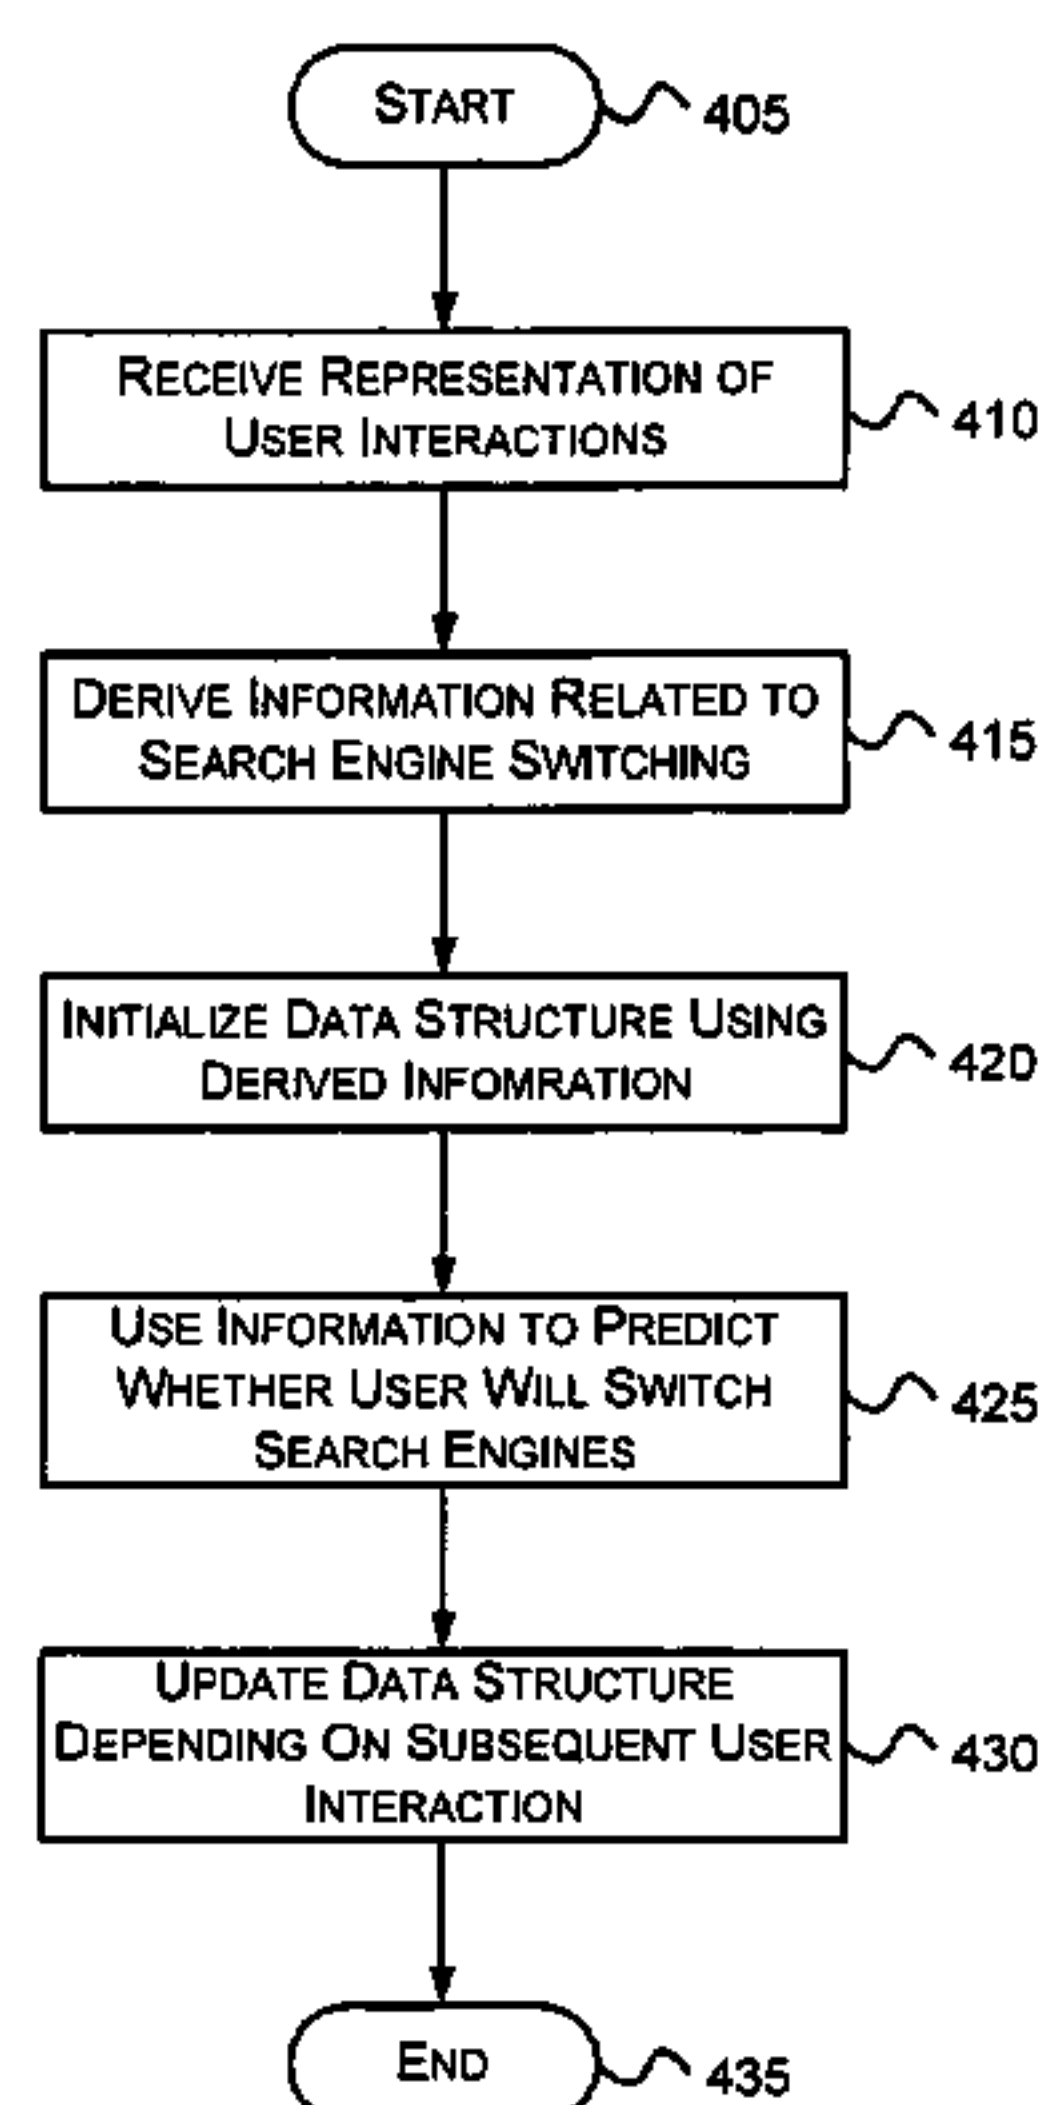 START
405
RECEIVE REPRESENTATION OF
USER INTERACTIONS
410
DERIVE INFORMATION RELATED TO
SEARCH ENGINE SWITCHING
415
INITIALIZE DATA STRUCTURE USING
DERIVED INFOMRATION
420
USE INFORMATION TO PREDICT
WHETHER USER WILL SWITCH
SEARCH ENGINES
425
UPDATE DATA STRUCTURE
DEPENDING ON SUBSEQUENT USER
INTERACTION
430
END
435